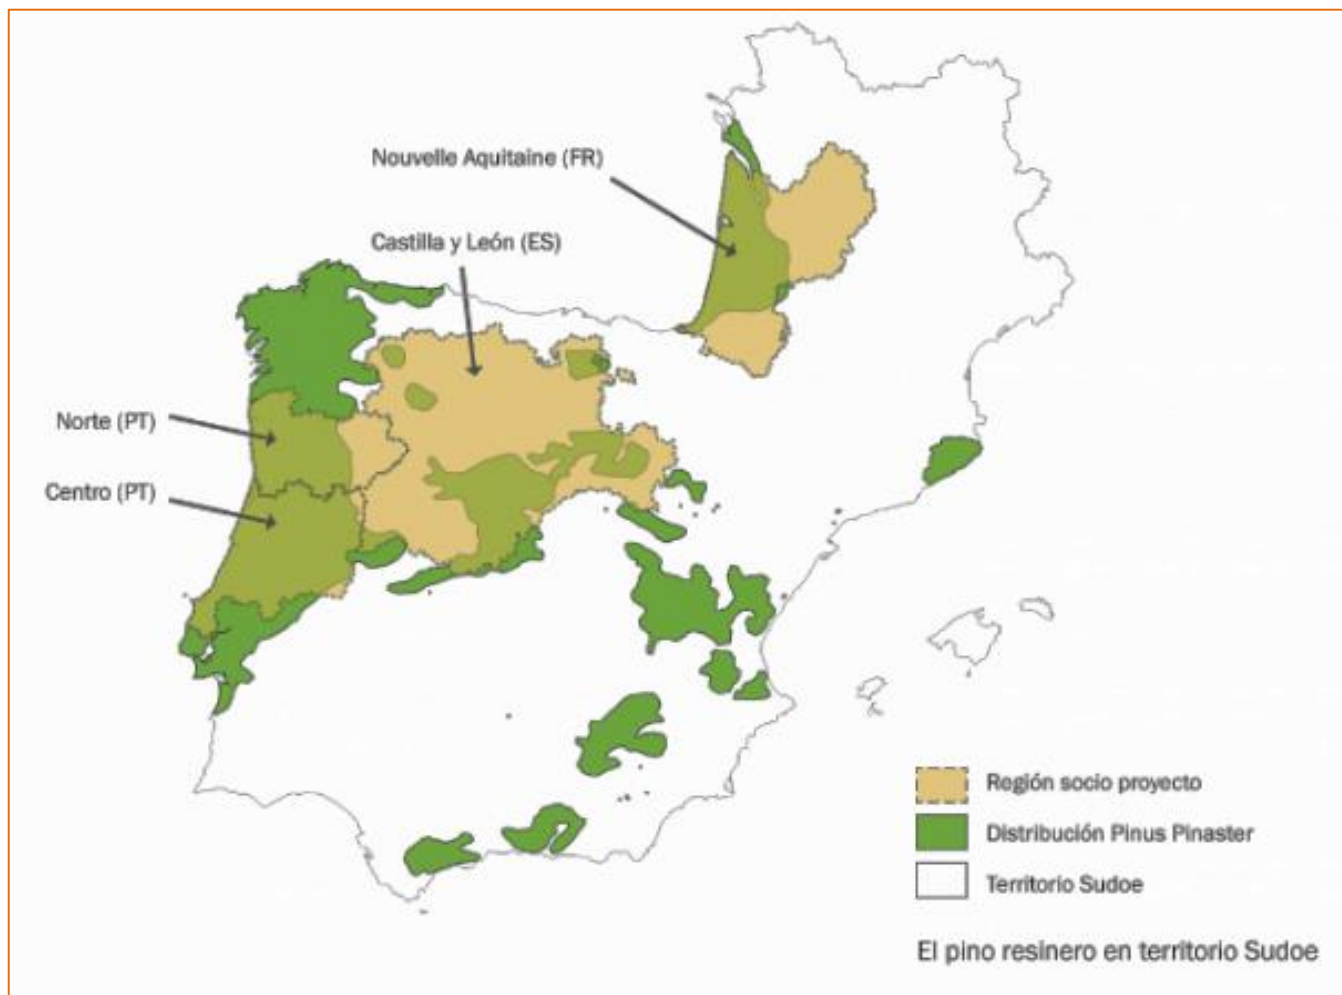 Nouvelle Aquitaine (FR)
Castilla y León (ES)
Norte (PT)
Centro (PT)
Región socio proyecto
Distribución Pinus Pinaster
Territorio Sudoe
El pino resinero en territorio Sudoe